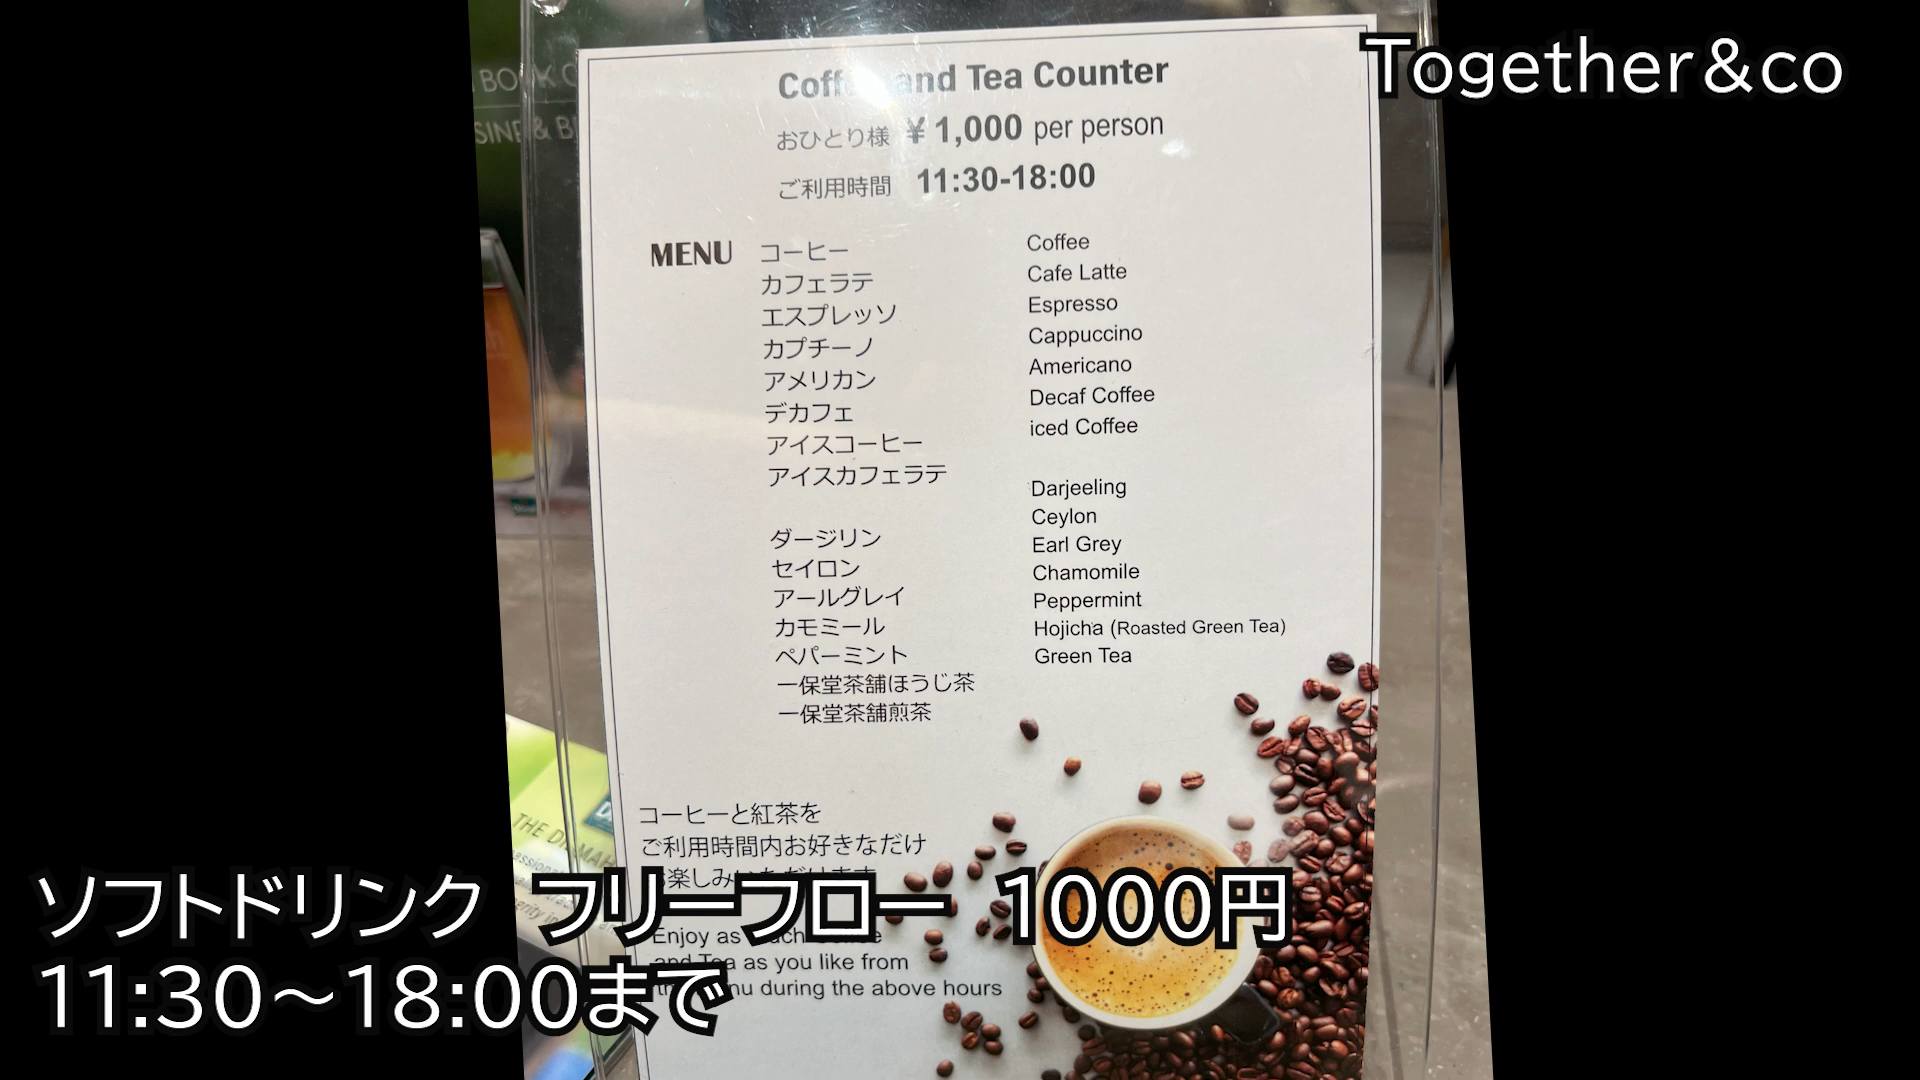 Together&co
Coff and Tea Counter
おひとり様 ¥1,000 per person
ご利用時間 11:30-18:00
MENU
コーヒー
カフェラテ
エスプレッソ
カプチーノ
アメリカン
デカフェ
アイスコーヒー
アイスカフェラテ
ダージリン
セイロン
アールグレイ
カモミール
ペパーミント
一保堂茶舗ほうじ茶
一保堂茶舗煎茶
Coffee
Cafe Latte
Espresso
Cappuccino
Americano
Decaf Coffee
iced Coffee
Darjeeling
Ceylon
Earl Grey
Chamomile
Peppermint
Hojicha (Roasted Green Tea)
Green Tea
コーヒーと紅茶を
ご利用時間内お好きなだけ
Enjoy as
as you like from
during the above hours
THE
ソフトドリンク フリーフロー 1000円
11:30〜18:00まで